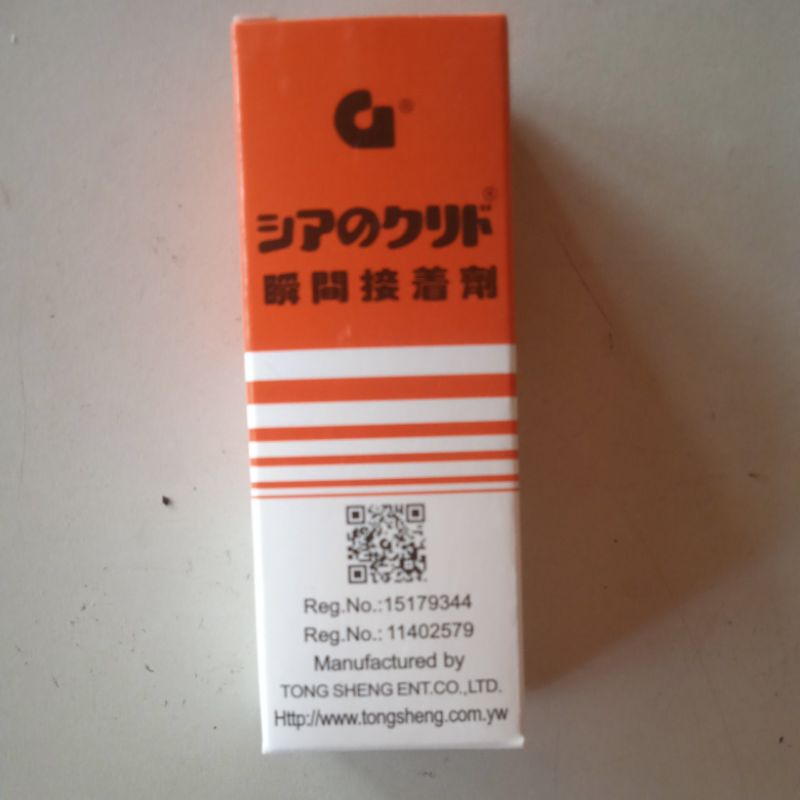 ®
シアのクリド®
瞬間接着劑
Reg.No.:15179344
Reg.No.: 11402579
Manufactured by
TONG SHENG ENT.CO.,LTD.
Http://www.tongsheng.com.yw